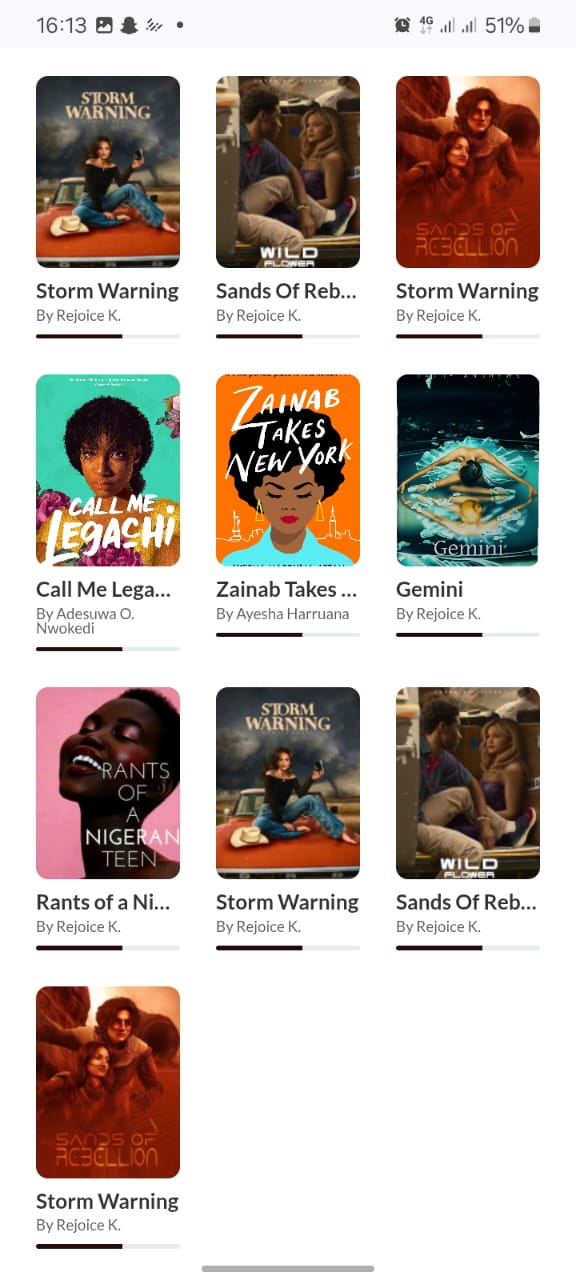 16:13
4G
51%
STORM
WARNING
WILD
FLOWER
SANDS OF
REBELLION
Storm Warning
Sands Of Reb...
Storm Warning
By Rejoice K.
By Rejoice K.
By Rejoice K.
CALL ME
LEGACHI
ZAINAB
TAKES
NEW YORK
Gemini
Call Me Lega...
Zainab Takes ...
Gemini
By Adesuwa O.
Nwokedi
By Ayesha Harruana
By Rejoice K.
RANTS
OF
A
NIGERAN
TEEN
STORM
WARNING
WILD
FLOWER
Rants of a Ni...
Storm Warning
Sands Of Reb...
By Rejoice K.
By Rejoice K.
By Rejoice K.
SANDS OF
REBELLION
Storm Warning
By Rejoice K.